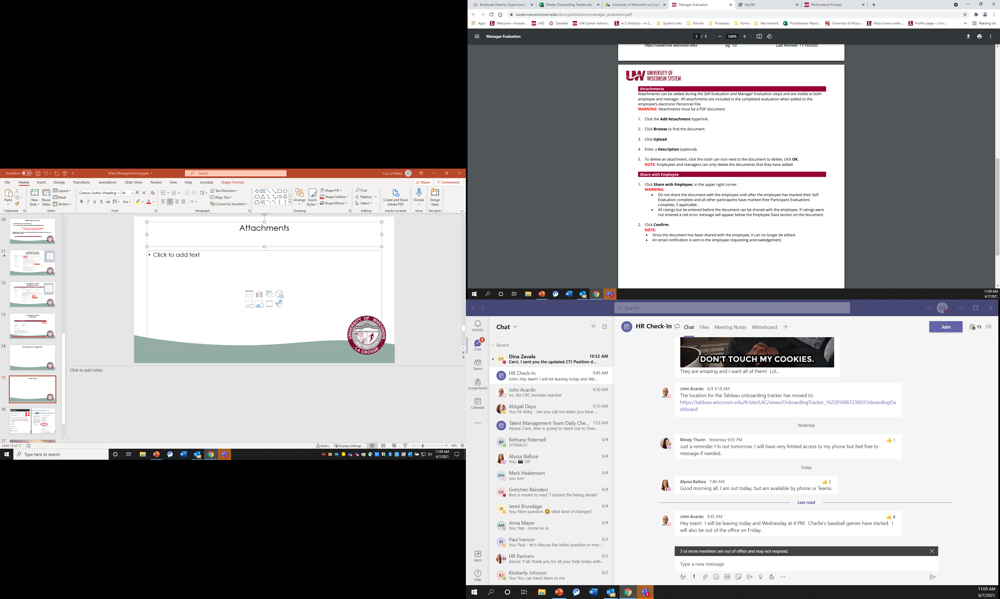 AutoSave Off ePerf_ManagerTraining.pptx Search Carri O'Melia
File Home Insert Design Transitions Animations Slide Show Review View Help Acrobat Shape Format Share Comments
Paste New Slide Reuse Slides Layout Reset Section
Century Gothic (Heading: 44
Text Direction
Align Text
Convert to SmartArt
Arrange Quick Styles Shape Fill Shape Outline Shape Effects
Find Replace Select
Create and Share Adobe PDF Dictate Design Ideas
Clipboard Slides Font Paragraph Drawing Editing Adobe Acrobat Voice Designer
10
11
12
13
14
15
16
17
Attachments
• Click to add text
UNIVERSITY OF WISCONSIN
LA CROSSE
Click to add notes
Slide 15 of 17 Notes Display Settings 49%
Type here to search 11:09 AM
6/7/2021
Employee Data for Supervisors, C Master Onboarding Tracker.xlsx University of Wisconsin-La Cross Manager Evaluation MyUW Performance Process
uwservice.wisconsin.edu/docs/publications/manager_evaluation.pdf
Apps Welcome – Human... HRS Zendesk UW System Admini... A-Z directory – A-Z... System Links Policies Processes Forms Recruitment Probationary Repor... University of Wisco... https://www.uwlax.... Profile pages – Univ... » Reading list
Manager Evaluation 2 / 2 100%
https://uwservice.wisconsin.edu/ pg. 1/2 Last Revised: 11/19/2020
UW UNIVERSITY OF
WISCONSIN SYSTEM
Attachments
Attachments can be added during the Self Evaluation and Manager Evaluation steps and are visible to both
employee and manager. All attachments are included in the completed evaluation when added to the
employee's electronic Personnel File.
WARNING: Attachments must be a PDF document.
1. Click the Add Attachment hyperlink.
2. Click Browse to find the document.
3. Click Upload.
4. Enter a Description (optional).
5. To delete an attachment, click the trash can icon next to the document to delete, click OK.
NOTE: Employees and managers can only delete the documents that they have added.
Share with Employee
1. Click Share with Employee, in the upper right corner.
WARNING:
• Do not share the document with the employee until after the employee has marked their Self
Evaluation complete and all other participants have marked their Participant Evaluations
complete, if applicable.
• All ratings but be entered before the document can be shared with the employee. If ratings were
not entered a red error message will appear below the Employee Data section on the document.
2. Click Confirm.
NOTE:
• Once the document has been shared with the employee, it can no longer be edited.
• An email notification is sent to the employee requesting acknowledgement.
11:09 AM
6/7/2021
Search CO
Activity
Chat 1
Teams
Assignments
Calendar
Apps
Help
Chat
Recent
DZ Dina Zavala 10:52 AM
Carri, I sent you the updated CTJ Position d...
HR Check-In 9:45 AM
John: Hey team! I will be leaving today and We...
John Acardo 9:30 AM
no, the CBC includes inactive
Abigail Deyo 9:10 AM
You: Hi Abby - can you call me when you have ...
Talent Management Team Daily Che... 7:53 AM
Alyssa: Carri, Jenn is going to reach out to Daw...
BP Bethany Peternell 6/4
LITERALLY
Alyssa Balboa 6/4
You: GIF
MH Mark Haakenson 6/4
you too!
GR Gretchen Reinders 6/4
that is meant to read "I started the hiring details"
JB Jenni Brundage 6/4
You: Next question what kind of changes?
AM Anna Mayer 6/4
You: Yep - come on in
PI Paul Iverson 6/3
You: Paul - let's discuss the initial question in mor...
SM HR Partners 6/3
Alyssa: Y'all, thank you for all your help today with...
KJ Kimberly Johnson 6/3
You: You can hand them to me
HR Check-In Chat Files Meeting Notes Whiteboard Join 13
DON'T TOUCH MY COOKIES.
They are amazing and I want all of them! Lol...
John Acardo 6/4 9:18 AM
The location for the Tableau onboarding tracker has moved to:
https://tableau.wisconsin.edu/#/site/LAC/views/OnboardingTracker_16228160672380/OnboardingDa
shboard
Yesterday
Mindy Thurin Yesterday 9:05 PM 1
Just a reminder I'm out tomorrow, I will have very limited access to my phone but feel free to
message if needed.
Today
Alyssa Balboa 7:40 AM 3
Good morning all, I am out today, but am available by phone or Teams.
Last read
John Acardo 9:45 AM 6
Hey team! I will be leaving today and Wednesday at 4 PM. Charlie's baseball games have started. I
will also be out of the office on Friday.
3 or more members are out of office and may not respond.
Type a new message
11:09 AM
6/7/2021